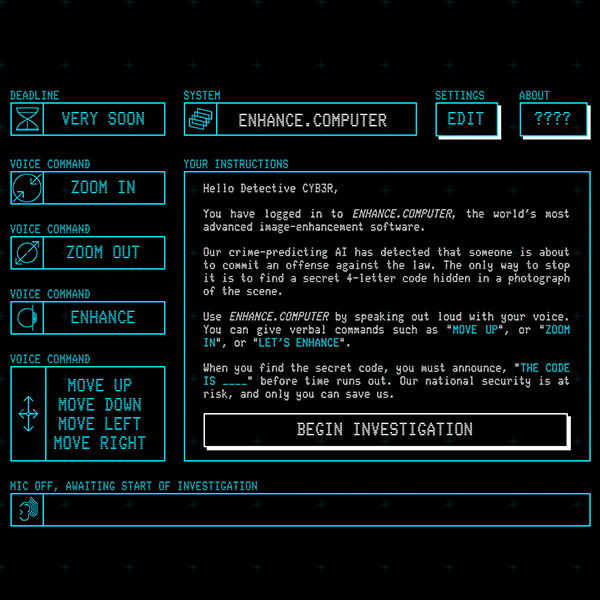 DEADLINE
VERY SOON
SYSTEM
ENHANCE.COMPUTER
SETTINGS
EDIT
ABOUT
????
VOICE COMMAND
ZOOM IN
VOICE COMMAND
ZOOM OUT
VOICE COMMAND
ENHANCE
VOICE COMMAND
MOVE UP
MOVE DOWN
MOVE LEFT
MOVE RIGHT
YOUR INSTRUCTIONS
Hello Detective CYB3R,
You have logged in to ENHANCE.COMPUTER, the world's most
advanced image-enhancement software.
Our crime-predicting AI has detected that someone is about
to commit an offense against the law. The only way to stop
it is to find a secret 4-letter code hidden in a photograph
of the scene.
Use ENHANCE.COMPUTER by speaking out loud with your voice.
You can give verbal commands such as "MOVE UP", or "ZOOM
IN", or "LET'S ENHANCE".
When you find the secret code, you must announce, "THE CODE
IS ____" before time runs out. Our national security is at
risk, and only you can save us.
BEGIN INVESTIGATION
MIC OFF, AWAITING START OF INVESTIGATION